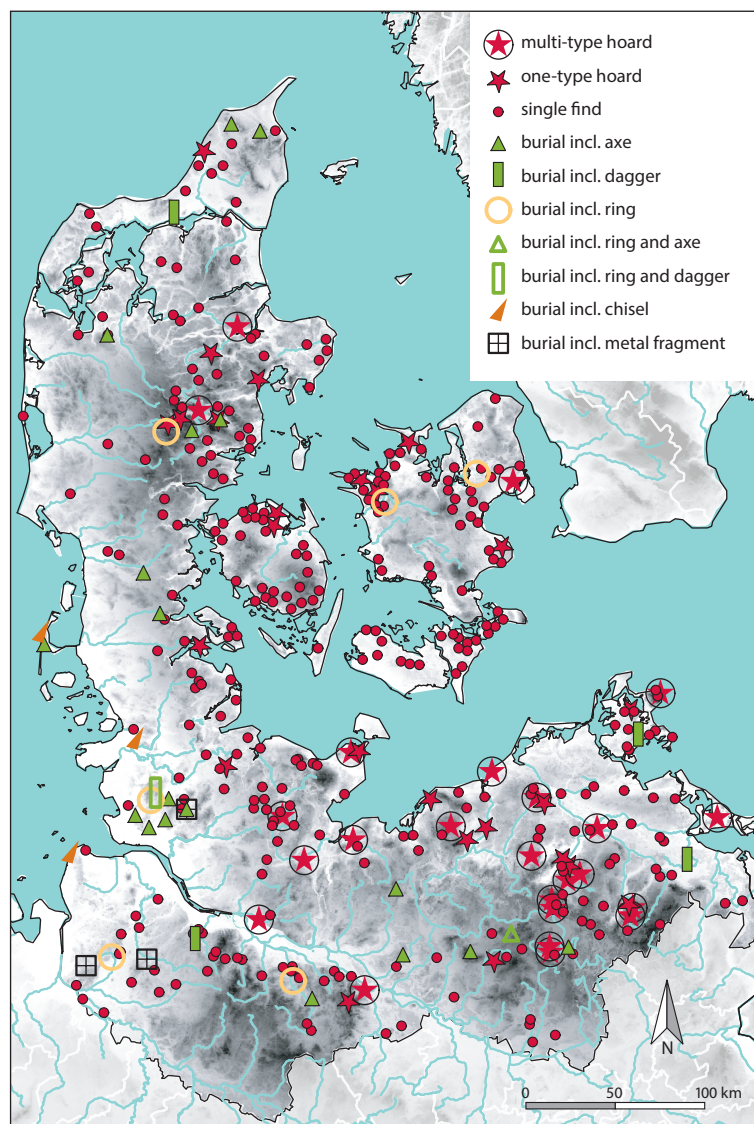 multi-type hoard
one-type hoard
single find
burial incl. axe
burial incl. dagger
burial incl. ring
burial incl. ring and axe
burial incl. ring and dagger
burial incl. chisel
burial incl. metal fragment
N
0 50 100 km